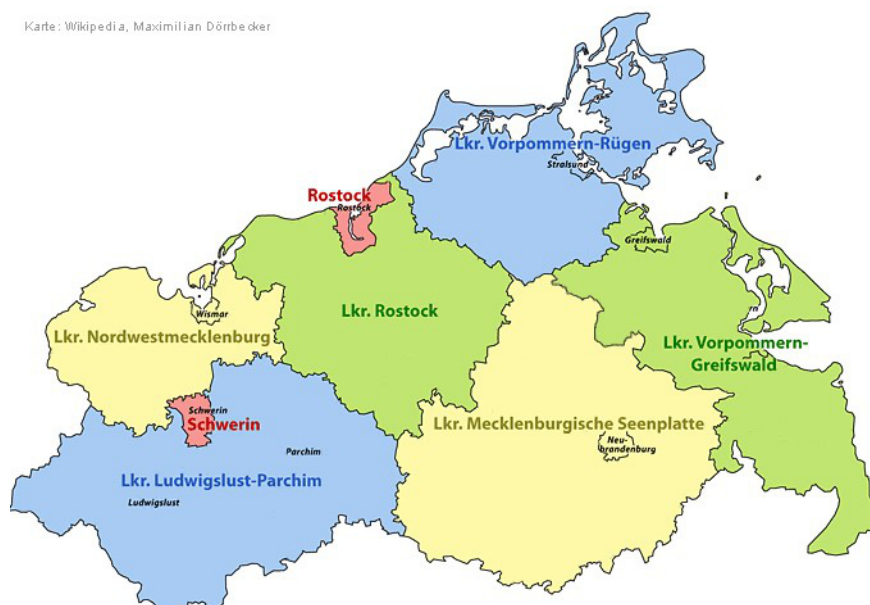 Karte: Wikipedia, Maximilian Dörrbecker
Lkr. Vorpommern-Rügen
Stralsund
Rostock
Rostock
Greifswald
Lkr. Rostock
Wismar
Lkr. Nordwestmecklenburg
rn
Lkr. Vorpommern-
Greifswald
Schwerin
Schwerin
Lkr. Mecklenburgische Seenplatte
Neu-
brandenburg
Parchim
Lkr. Ludwigslust-Parchim
Ludwigslust